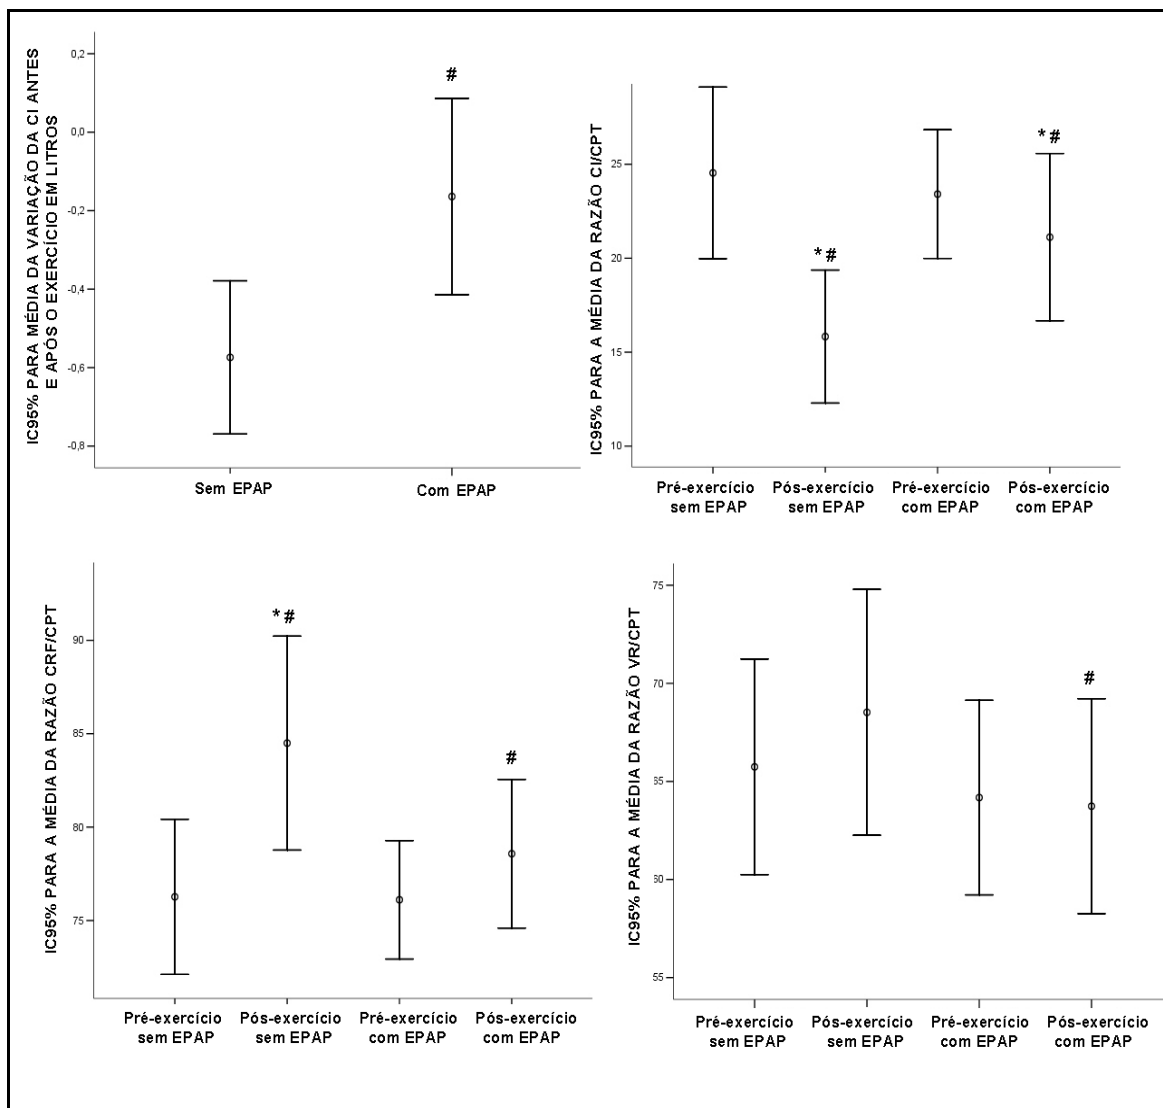 IC95% PARA MÉDIA DA VARIAÇÃO DA CI ANTES
E APÓS O EXERCÍCIO EM LITROS
0,2
0,0
-0,2
-0,4
-0,6
-0,8
#
Sem EPAP
Com EPAP
IC95% PARA A MÉDIA DA RAZÃO CI/CPT
25
20
15
10
*#
*#
Pré-exercício
sem EPAP
Pós-exercício
sem EPAP
Pré-exercício
com EPAP
Pós-exercício
com EPAP
IC95% PARA A MÉDIA DA RAZÃO CRF/CPT
90
85
80
75
*#
#
Pré-exercício
sem EPAP
Pós-exercício
sem EPAP
Pré-exercício
com EPAP
Pós-exercício
com EPAP
IC95% PARA A MÉDIA DA RAZÃO VR/CPT
75
70
65
60
55
#
Pré-exercício
sem EPAP
Pós-exercício
sem EPAP
Pré-exercício
com EPAP
Pós-exercício
com EPAP